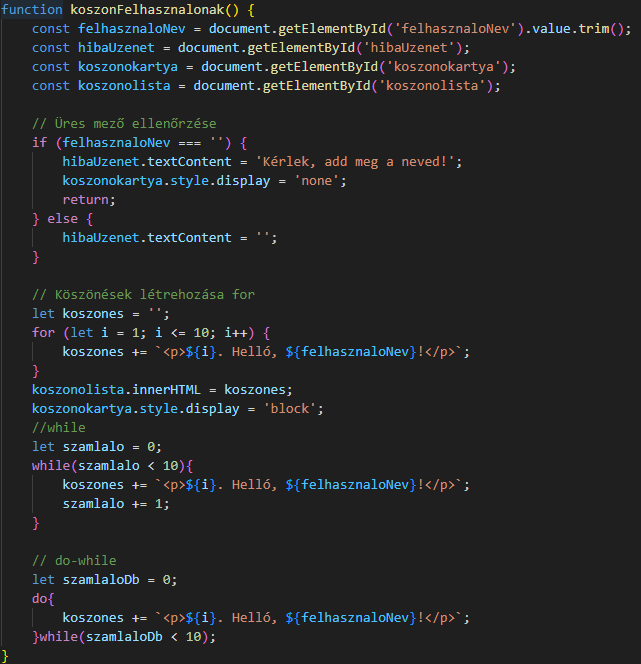 function koszonFelhasznalonak() {
    const felhasznaloNev = document.getElementById('felhasznaloNev').value.trim();
    const hibaUzenet = document.getElementById('hibaUzenet');
    const koszonokartya = document.getElementById('koszonokartya');
    const koszonolista = document.getElementById('koszonolista');

    // Üres mező ellenőrzése
    if (felhasznaloNev === '') {
        hibaUzenet.textContent = 'Kérlek, add meg a neved!';
        koszonokartya.style.display = 'none';
        return;
    } else {
        hibaUzenet.textContent = '';
    }

    // Köszönések létrehozása for
    let koszones = '';
    for (let i = 1; i <= 10; i++) {
        koszones += `<p>${i}. Helló, ${felhasznaloNev}!</p>`;
    }
    koszonolista.innerHTML = koszones;
    koszonokartya.style.display = 'block';
    //while
    let szamlalo = 0;
    while(szamlalo < 10){
        koszones += `<p>${i}. Helló, ${felhasznaloNev}!</p>`;
        szamlalo += 1;
    }

    // do-while
    let szamlaloDb = 0;
    do{
        koszones += `<p>${i}. Helló, ${felhasznaloNev}!</p>`;
    }while(szamlaloDb < 10);
}